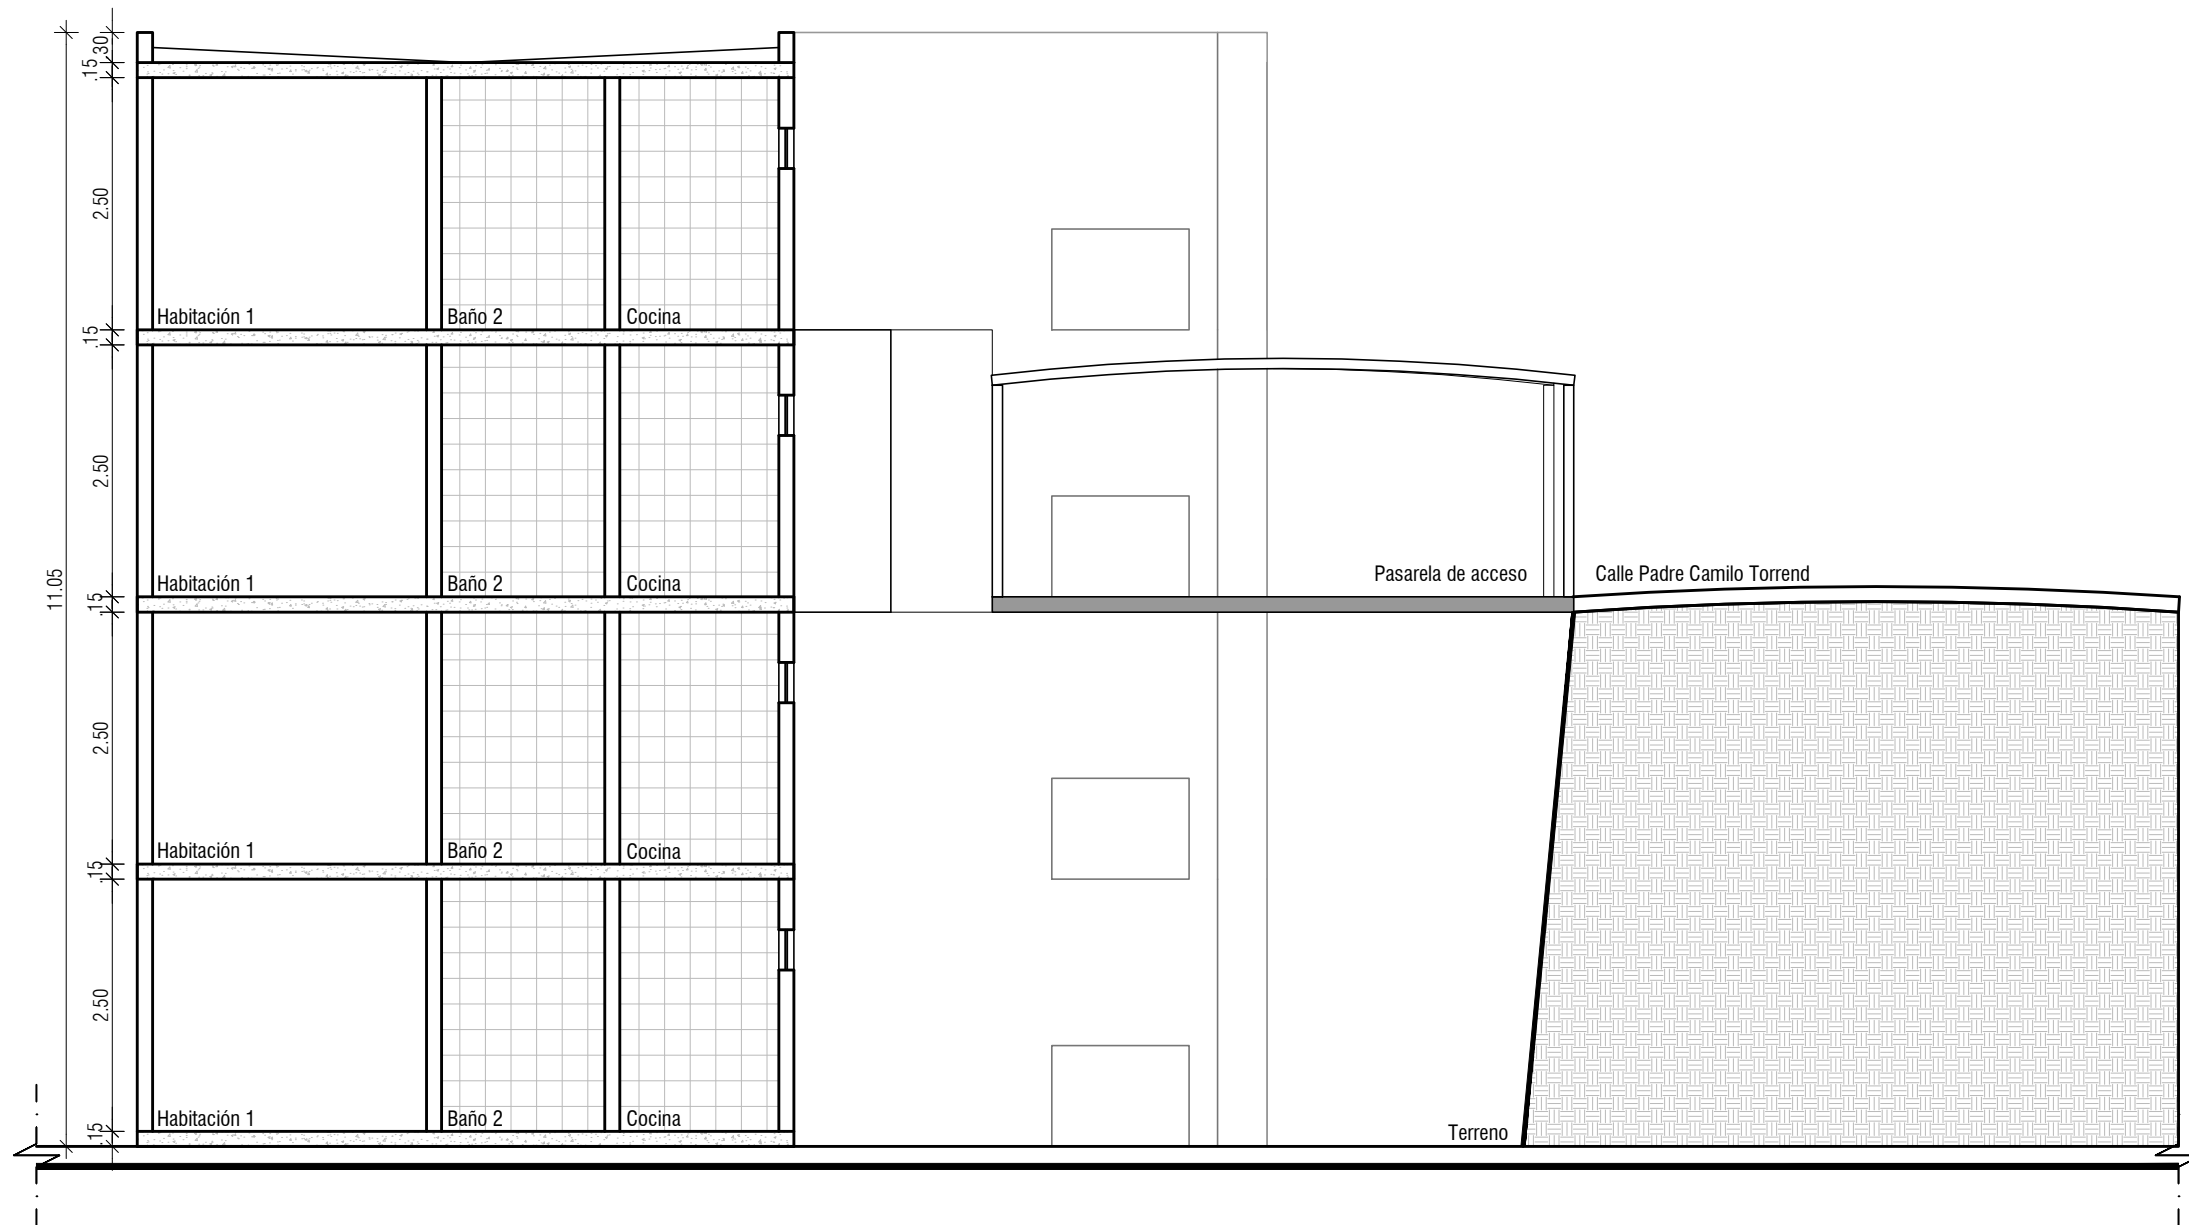 .30
.15
2.50
Habitación 1 Baño 2 Cocina
.15
2.50
11.05
Habitación 1 Baño 2 Cocina
Pasarela de acceso Calle Padre Camilo Torrend
.15
2.50
Habitación 1 Baño 2 Cocina
.15
2.50
Habitación 1 Baño 2 Cocina
Terreno
.15